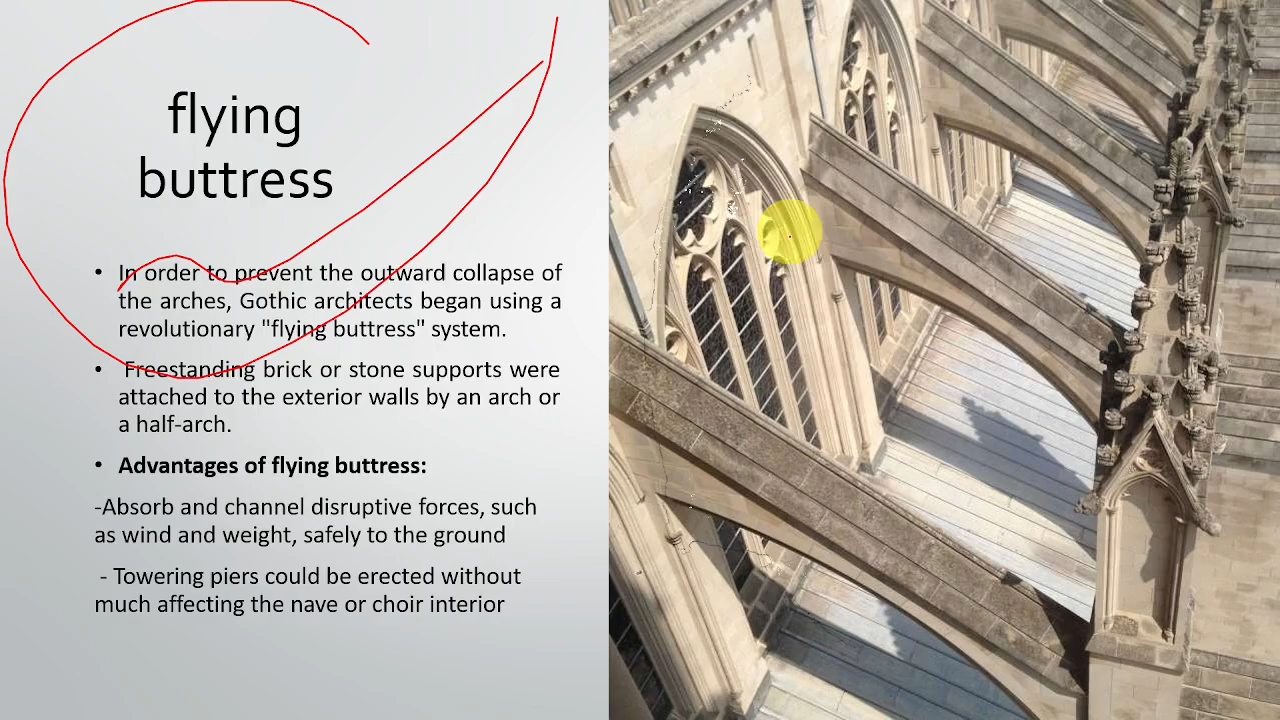 flying
buttress
• In order to prevent the outward collapse of
the arches, Gothic architects began using a
revolutionary "flying buttress" system.
• Freestanding brick or stone supports were
attached to the exterior walls by an arch or
a half-arch.
• Advantages of flying buttress:
-Absorb and channel disruptive forces, such
as wind and weight, safely to the ground
- Towering piers could be erected without
much affecting the nave or choir interior